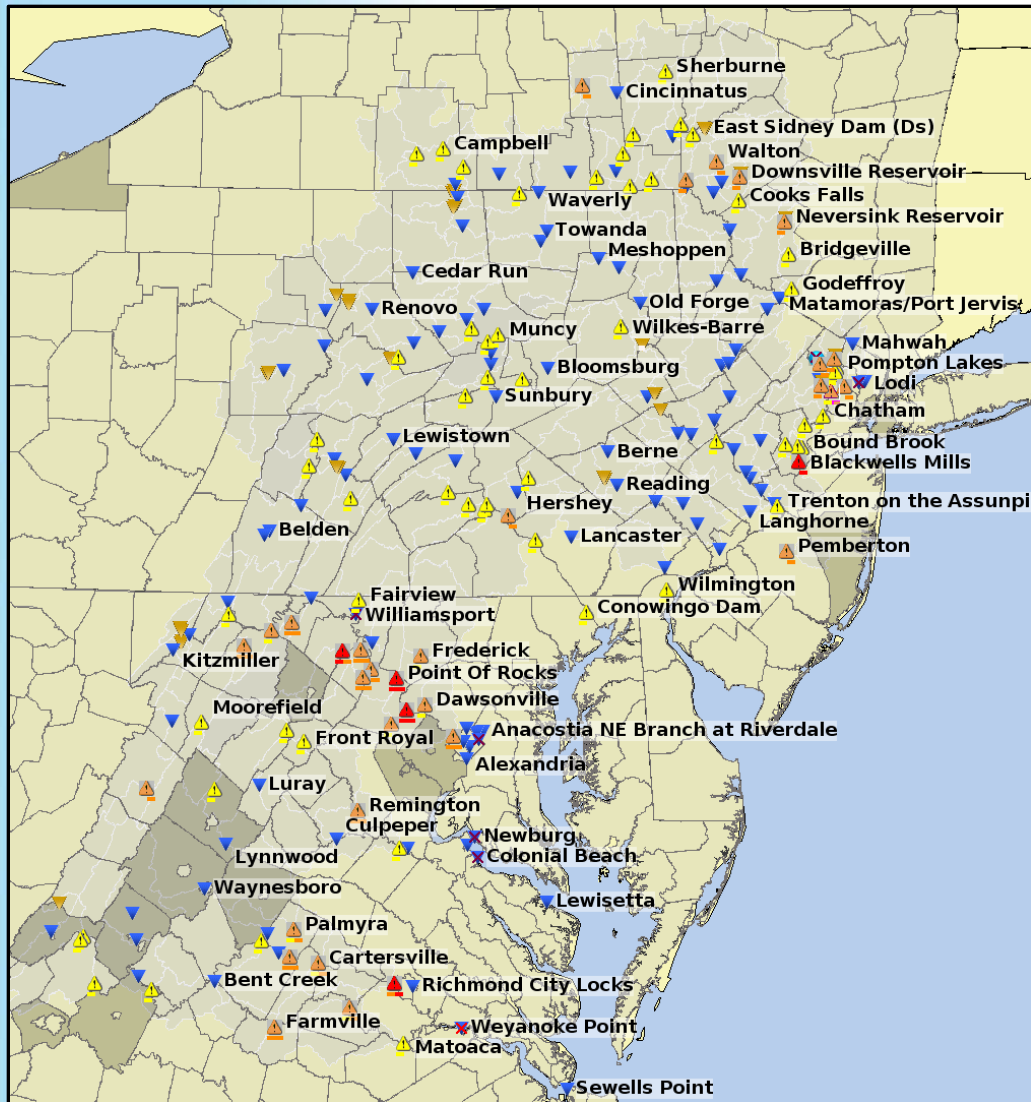 Sherburne
Cincinnatus
East Sidney Dam (Ds)
Campbell
Walton
Downsville Reservoir
Waverly
Cooks Falls
Neversink Reservoir
Towanda
Meshoppen
Bridgeville
Cedar Run
Godeffroy
Renovo
Old Forge
Matamoras/Port Jervis
Muncy
Wilkes-Barre
Mahwah
Bloomsburg
Pompton Lakes
Lodi
Sunbury
Chatham
Lewistown
Berne
Bound Brook
Blackwells Mills
Reading
Hershey
Trenton on the Assunpi
Belden
Lancaster
Langhorne
Pemberton
Fairview
Wilmington
Williamsport
Conowingo Dam
Kitzmiller
Frederick
Point Of Rocks
Moorefield
Dawsonville
Front Royal
Anacostia NE Branch at Riverdale
Alexandria
Luray
Remington
Culpeper
Newburg
Lynnwood
Colonial Beach
Waynesboro
Lewisetta
Palmyra
Cartersville
Bent Creek
Richmond City Locks
Farmville
Weyanoke Point
Matoaca
Sewells Point